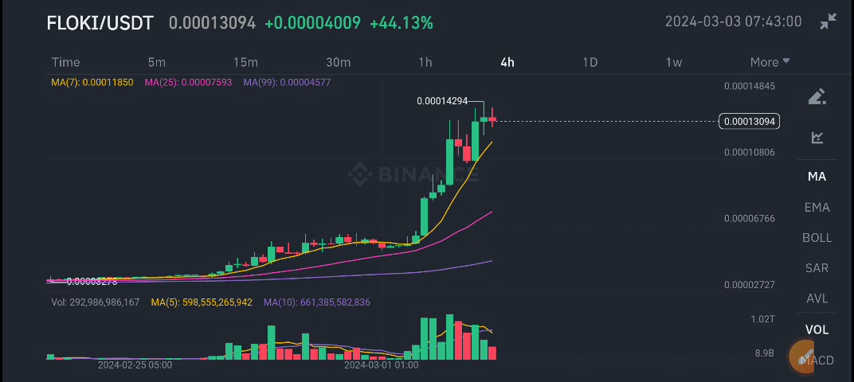 FLOKI/USDT 0.00013094 +0.00004009 +44.13% 2024-03-03 07:43:00
Time 5m 15m 30m 1h 4h 1D 1w More
MA(7): 0.00011850 MA(25): 0.00007593 MA(99): 0.00004577
0.00014845
0.00014294
0.00013094
0.00010806
BINANCE
0.00006766
0.00002727
0.00003278
MA
EMA
BOLL
SAR
AVL
VOL
MACD
Vol: 292,986,986,167 MA(5): 598,555,265,942 MA(10): 661,385,582,836
1.02T
8.9B
2024-02-25 05:00 2024-03-01 01:00